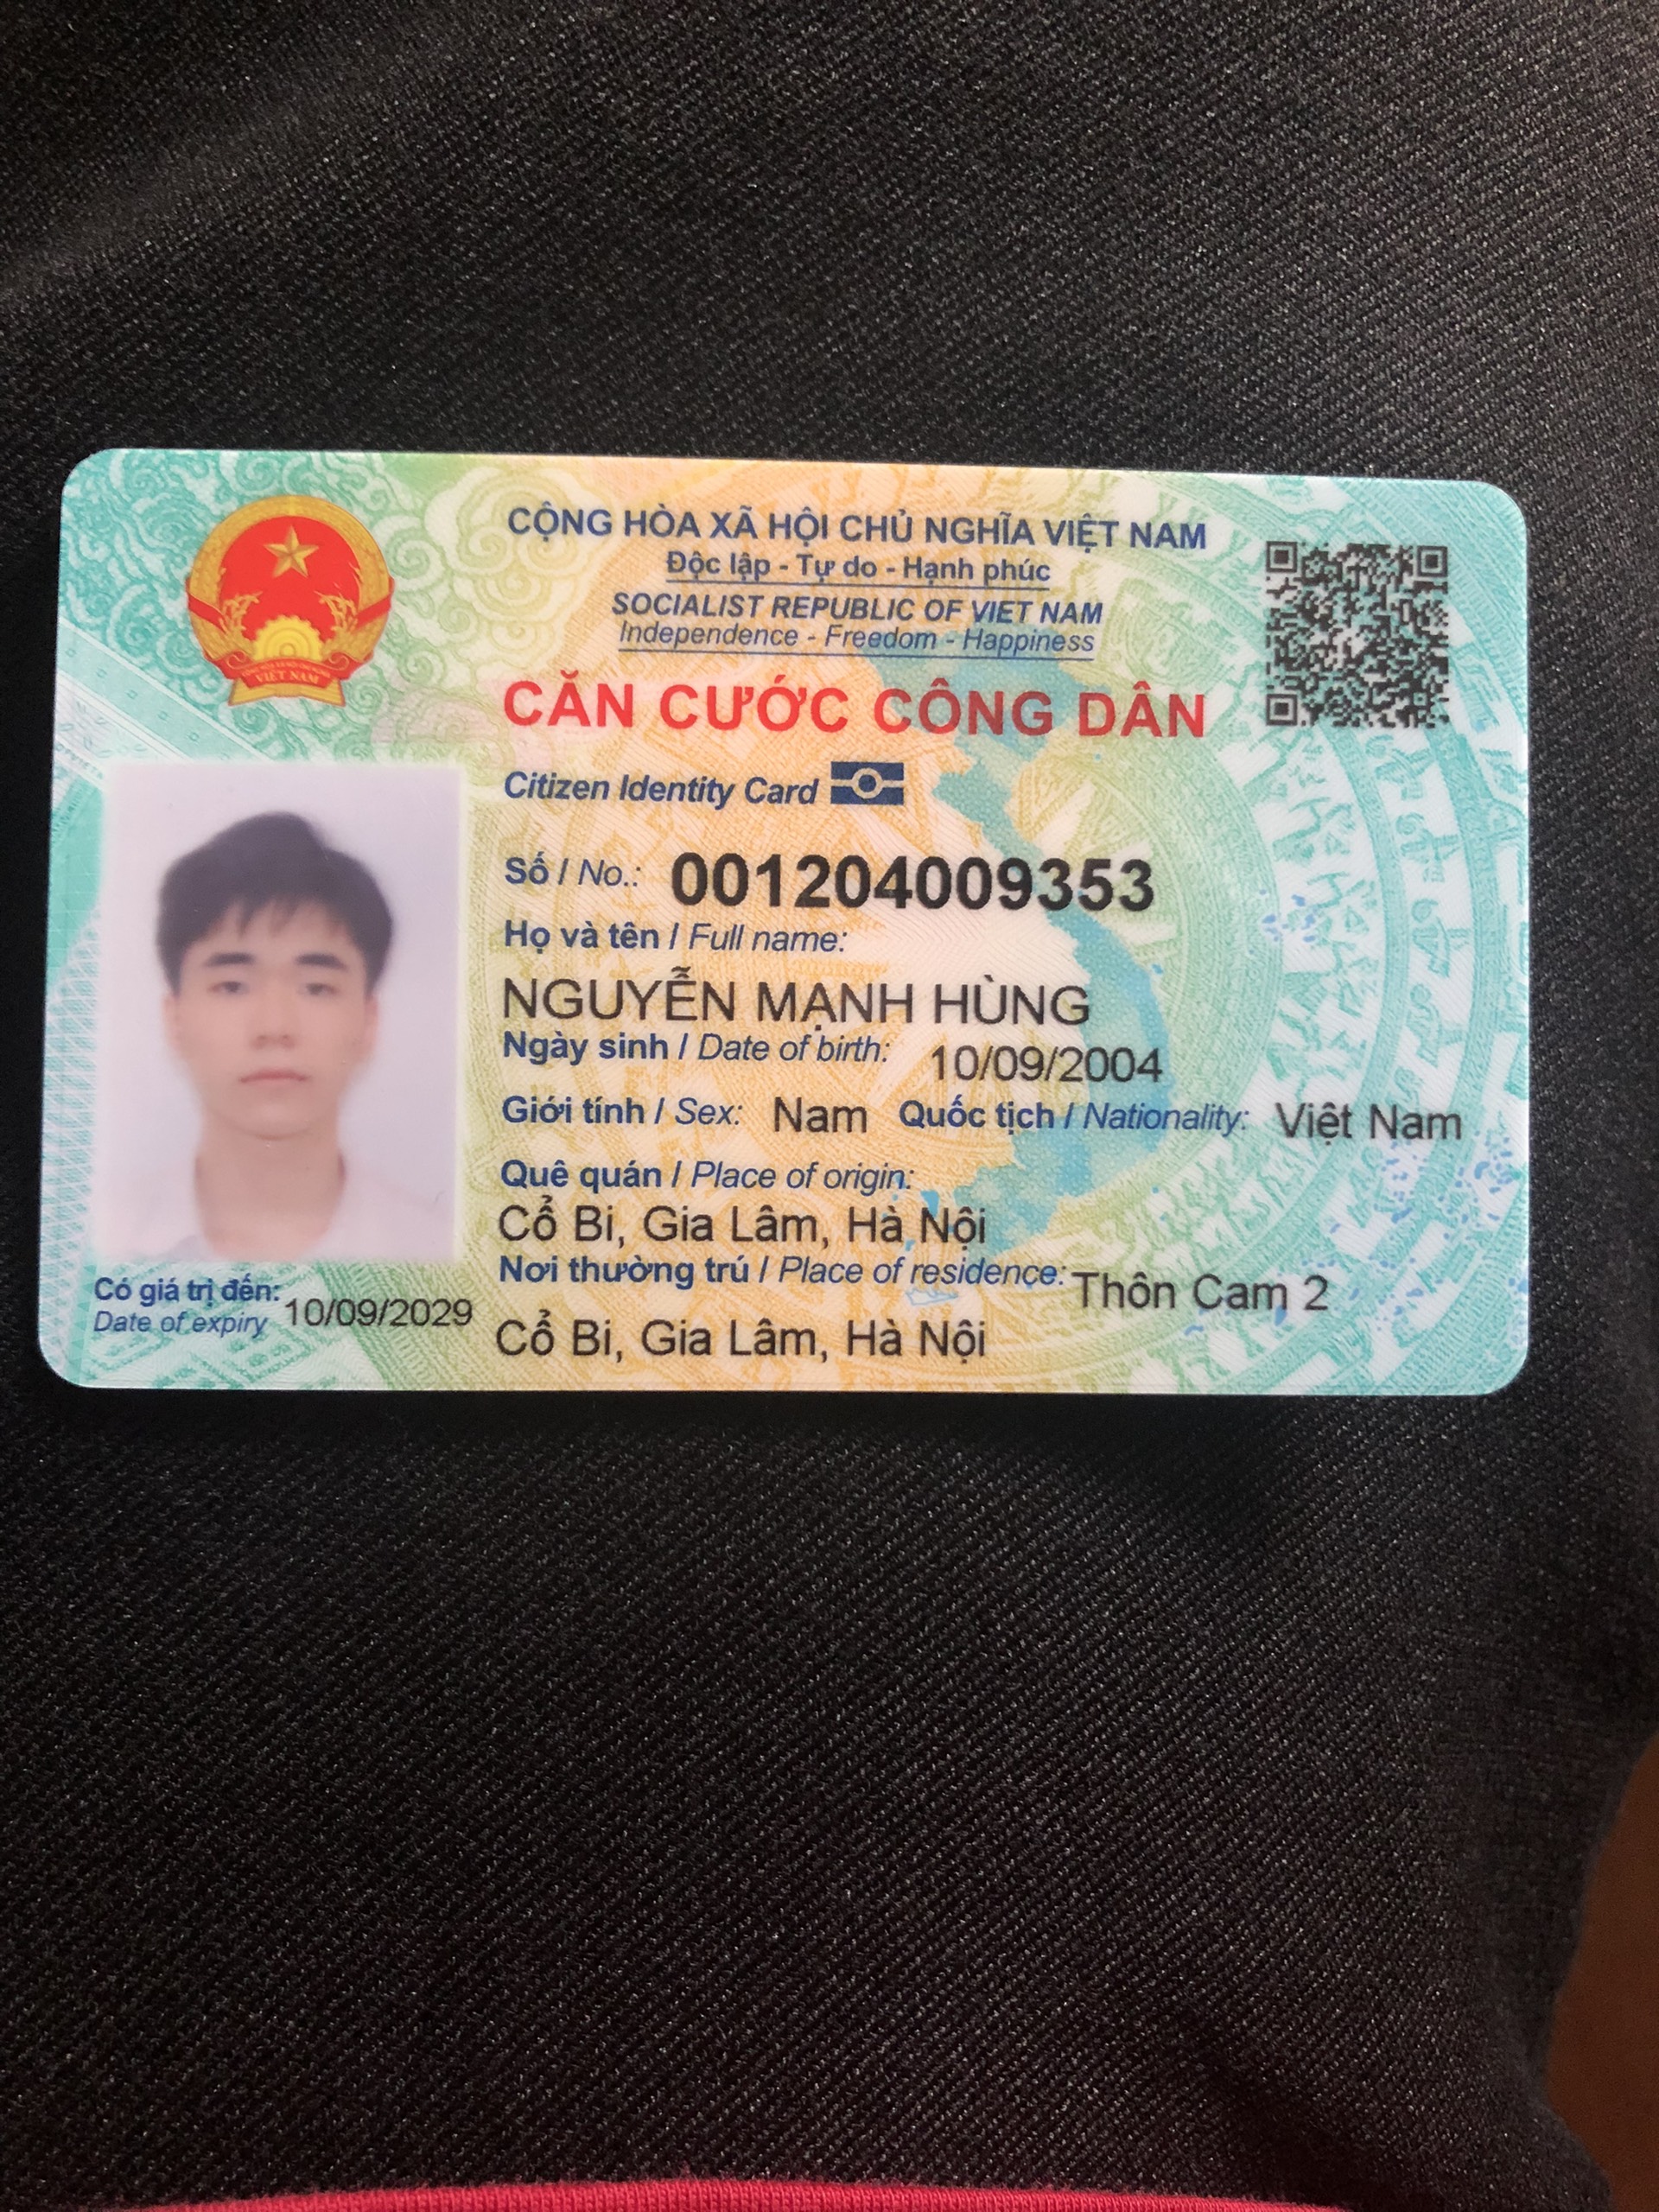 CỘNG HÒA XÃ HỘI CHỦ NGHĨA VIỆT NAM
Độc lập - Tự do - Hạnh phúc
SOCIALIST REPUBLIC OF VIET NAM
Independence - Freedom - Happiness
CĂN CƯỚC CÔNG DÂN
Citizen Identity Card
Số / No.: 001204009353
Họ và tên / Full name:
NGUYỄN MẠNH HÙNG
Ngày sinh / Date of birth: 10/09/2004
Giới tính / Sex: Nam Quốc tịch / Nationality: Việt Nam
Quê quán / Place of origin:
Cổ Bi, Gia Lâm, Hà Nội
Nơi thường trú / Place of residence: Thôn Cam 2
Cổ Bi, Gia Lâm, Hà Nội
Có giá trị đến: 10/09/2029
Date of expiry
VIỆT NAM